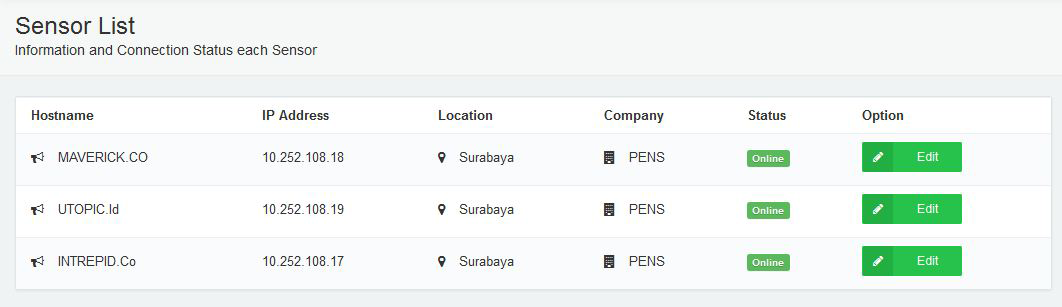 Sensor List
Information and Connection Status each Sensor
Hostname IP Address Location Company Status Option
MAVERICK.CO 10.252.108.18 Surabaya PENS Online Edit
UTOPIC.Id 10.252.108.19 Surabaya PENS Online Edit
INTREPID.Co 10.252.108.17 Surabaya PENS Online Edit